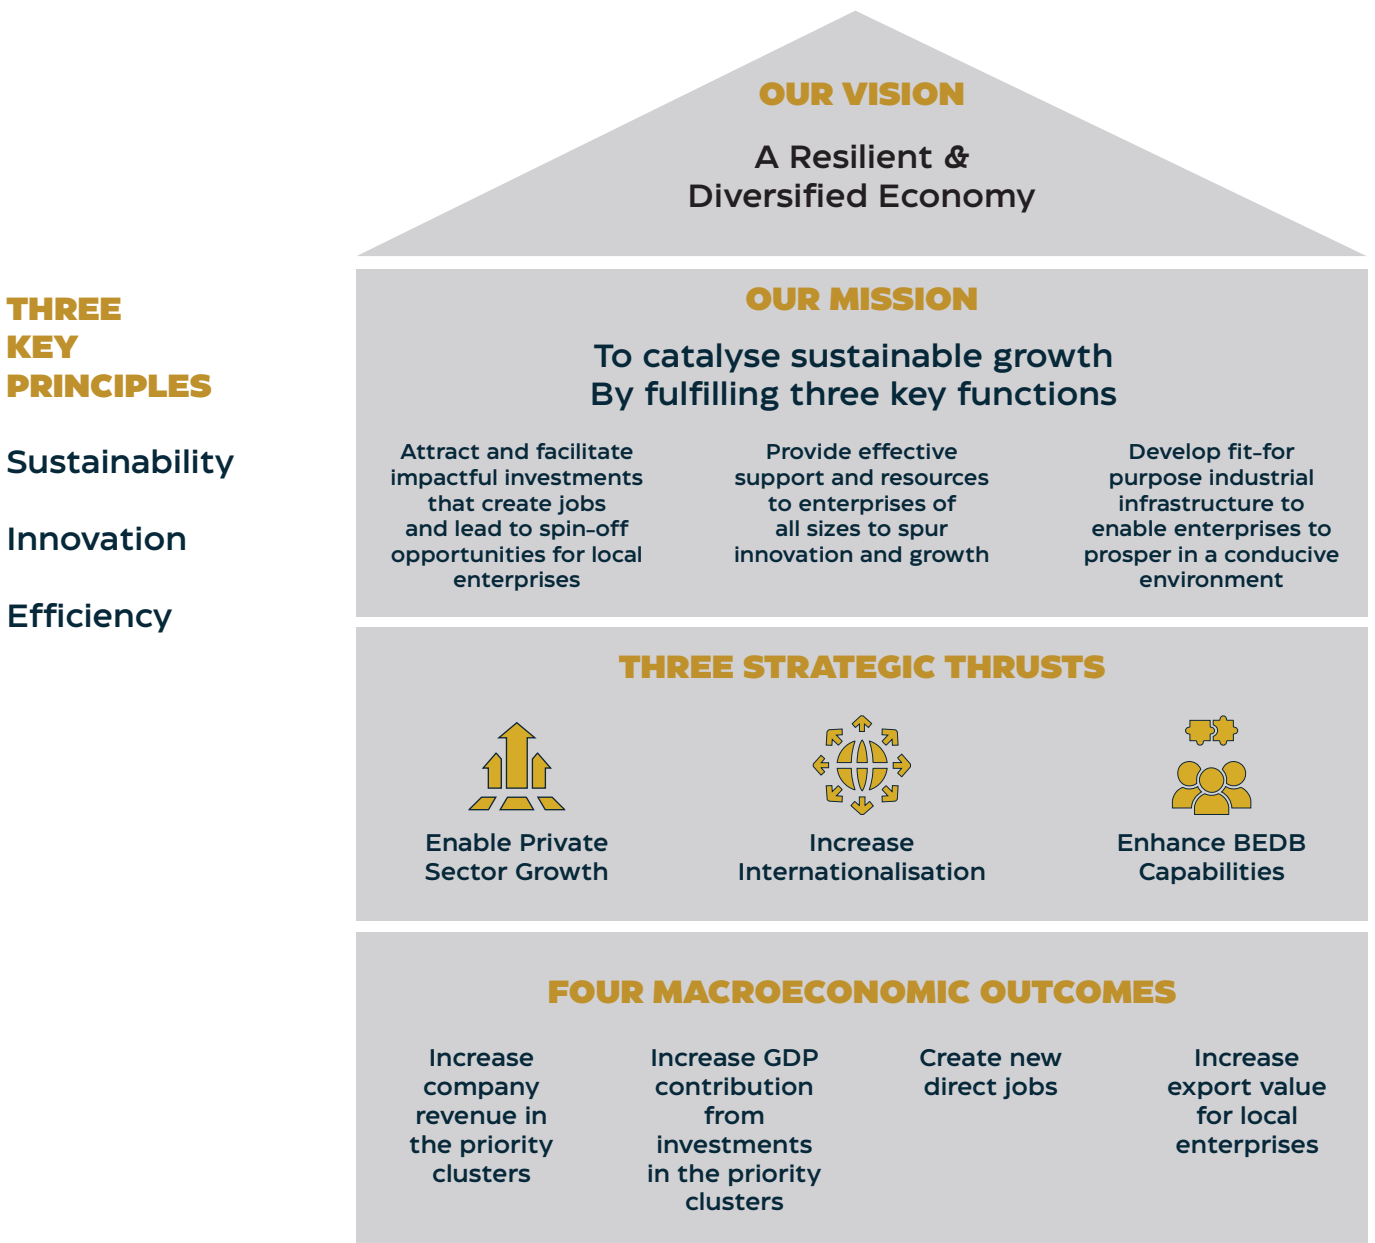 OUR VISION
A Resilient &
Diversified Economy
THREE
KEY
PRINCIPLES
Sustainability
Innovation
Efficiency
OUR MISSION
To catalyse sustainable growth
By fulfilling three key functions
Attract and facilitate
impactful investments
that create jobs
and lead to spin-off
opportunities for local
enterprises
Provide effective
support and resources
to enterprises of
all sizes to spur
innovation and growth
Develop fit-for
purpose industrial
infrastructure to
enable enterprises to
prosper in a conducive
environment
THREE STRATEGIC THRUSTS
Enable Private
Sector Growth
Increase
Internationalisation
Enhance BEDB
Capabilities
FOUR MACROECONOMIC OUTCOMES
Increase
company
revenue in
the priority
clusters
Increase GDP
contribution
from
investments
in the priority
clusters
Create new
direct jobs
Increase
export value
for local
enterprises